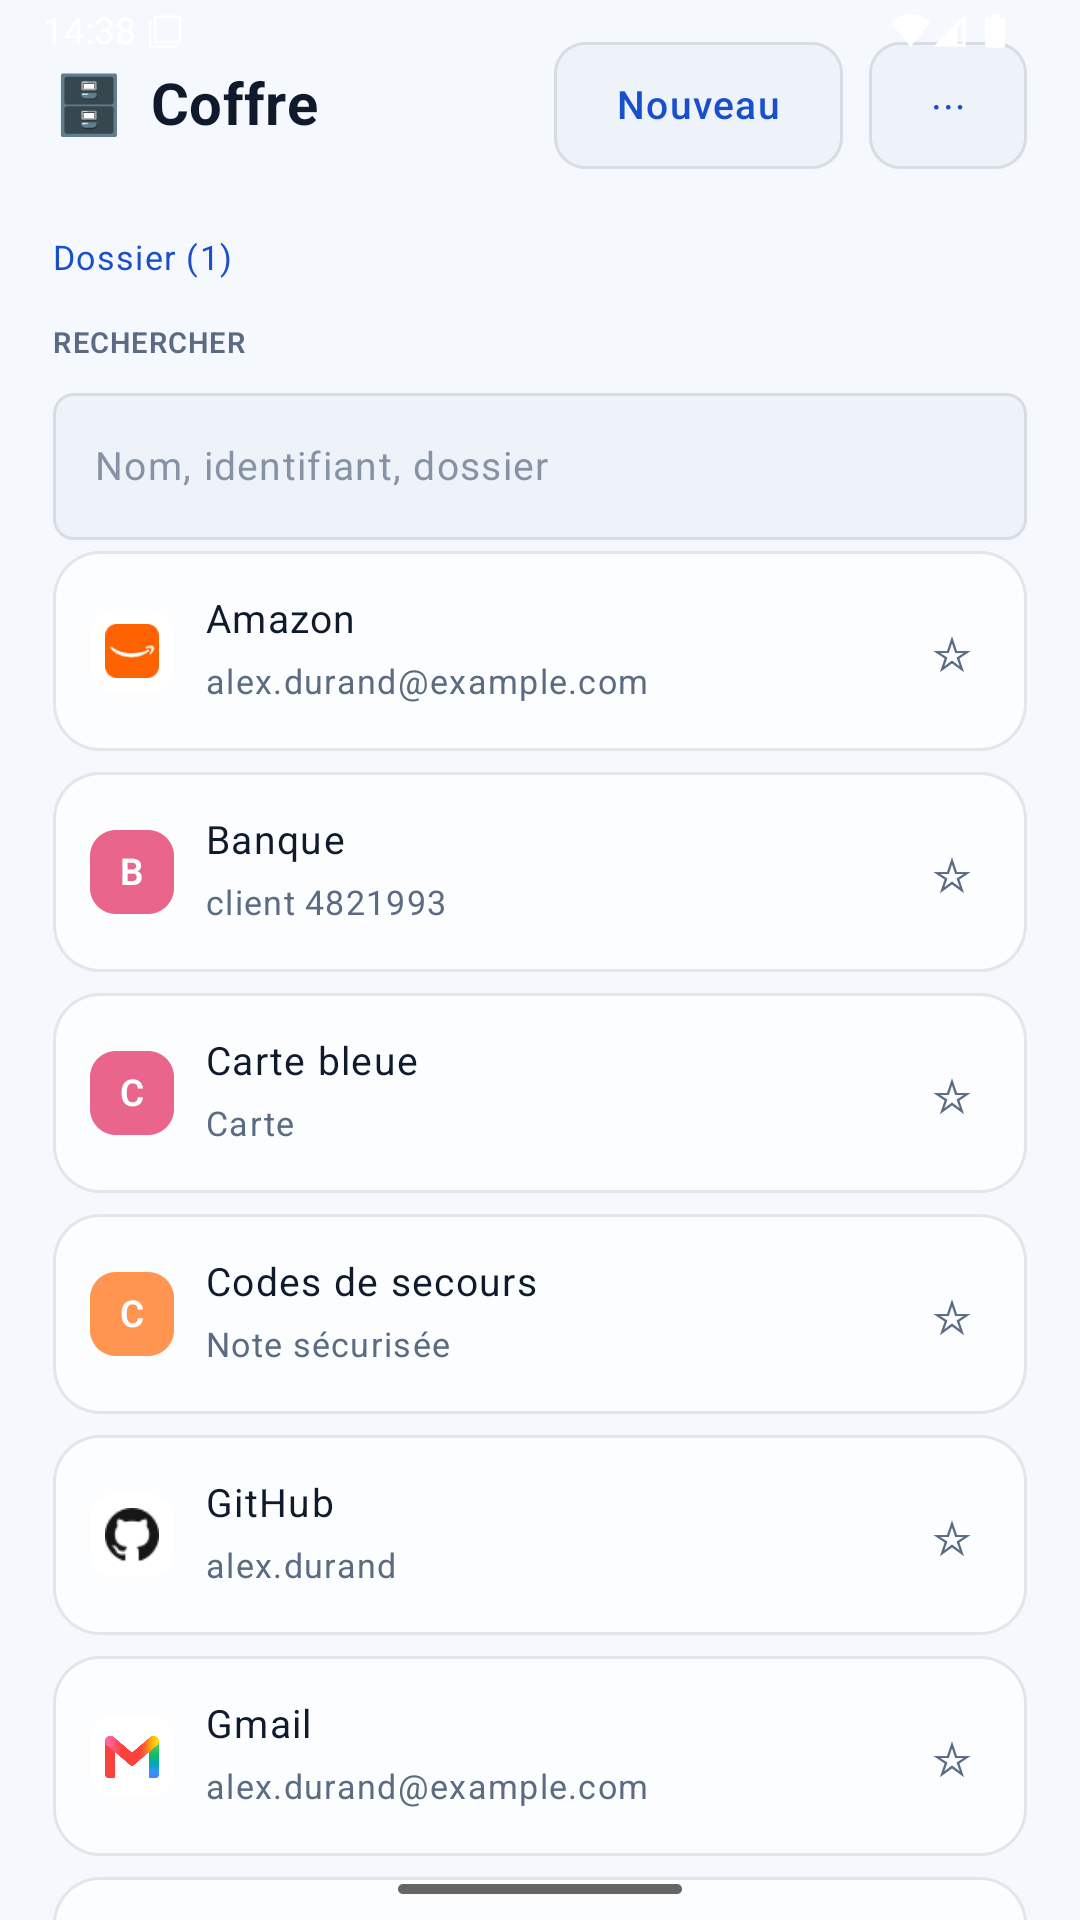 14:38
Coffre
Nouveau
...
Dossier (1)
RECHERCHER
Nom, identifiant, dossier
Amazon
alex.durand@example.com
B
Banque
client 4821993
C
Carte bleue
Carte
C
Codes de secours
Note sécurisée
GitHub
alex.durand
Gmail
alex.durand@example.com